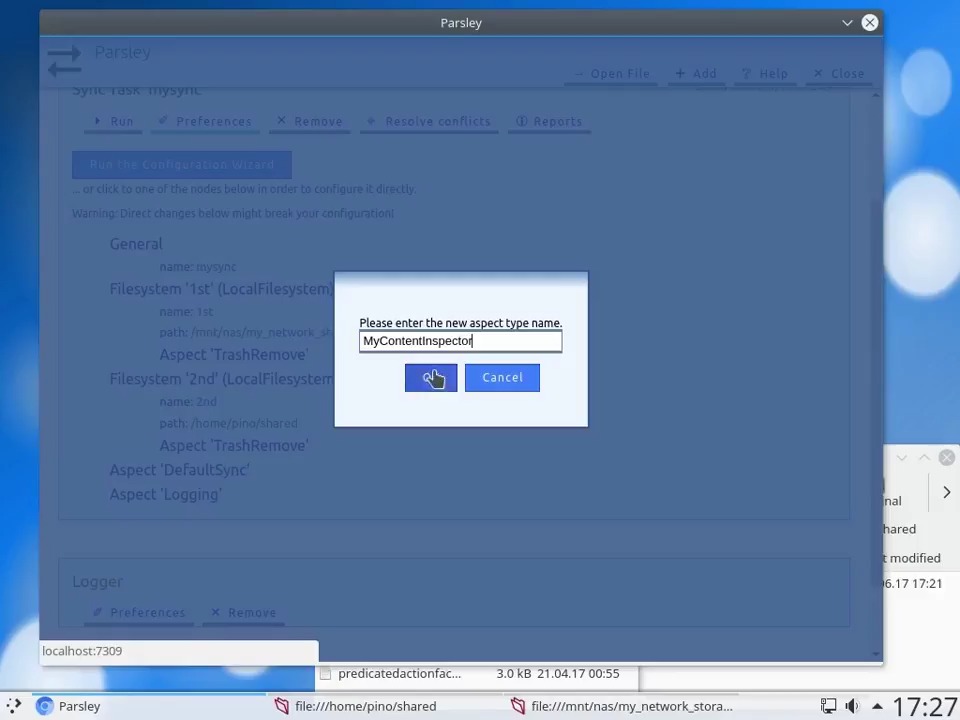 Parsley
Parsley
Open File
Add
? Help
Close
Sync Task 'mysync'
Run
Preferences
Remove
Resolve conflicts
Reports
Run the Configuration Wizard
... or click to one of the nodes below in order to configure it directly.
Warning: Direct changes below might break your configuration!
General
name: mysync
Filesystem '1st' (LocalFilesystem)
name: 1st
path: /mnt/nas/my_network_s
Aspect 'TrashRemove'
Filesystem '2nd' (LocalFilesystem
name: 2nd
path: /home/pino/shared
Aspect 'TrashRemove'
Aspect 'DefaultSync'
Aspect 'Logging'
Please enter the new aspect type name.
MyContentInspector
Cancel
Logger
Preferences
Remove
nal
hared
t modified
06.17 17:21
localhost:7309
predicatedactionfac... 3.0 kB 21.04.17 00:55
Parsley
file:///home/pino/shared
file:///mnt/nas/my_network_stora...
17:27